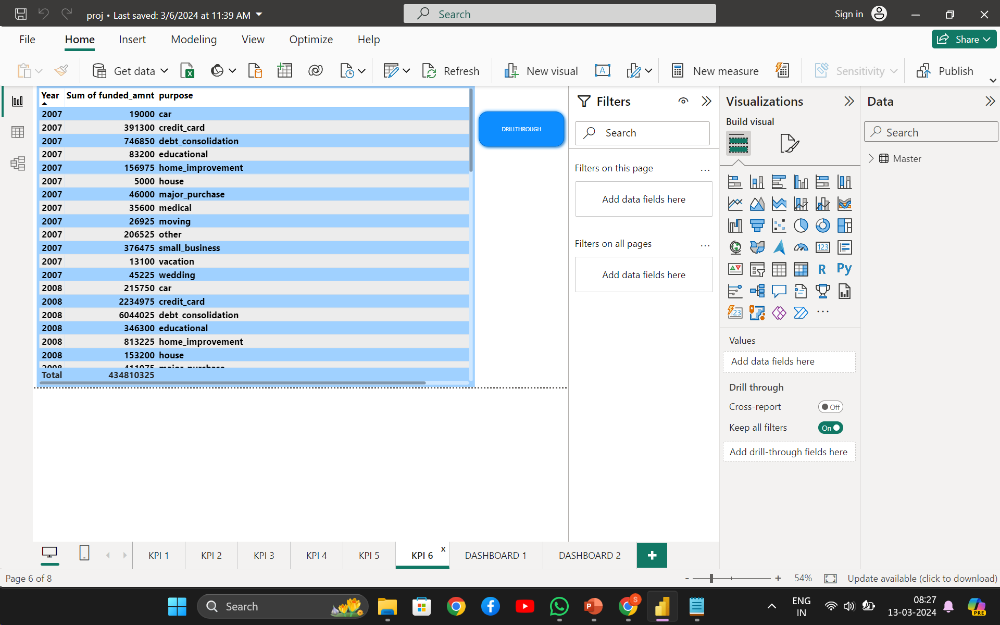 proj • Last saved: 3/6/2024 at 11:39 AM
Search
Sign in
File Home Insert Modeling View Optimize Help
Share
Get data
Refresh
New visual
New measure
Sensitivity
Publish
Year Sum of funded_amnt purpose
2007 19000 car
2007 391300 credit_card
2007 746850 debt_consolidation
2007 83200 educational
2007 156975 home_improvement
2007 5000 house
2007 46000 major_purchase
2007 35600 medical
2007 26925 moving
2007 206525 other
2007 376475 small_business
2007 13100 vacation
2007 45225 wedding
2008 215750 car
2008 2234975 credit_card
2008 6044025 debt_consolidation
2008 346300 educational
2008 813225 home_improvement
2008 153200 house
2008 411075 major_purchase
Total 434810325
DRILLTHROUGH
Filters
Search
Filters on this page
...
Add data fields here
Filters on all pages
...
Add data fields here
Visualizations
Build visual
123
R Py
123
...
Values
Add data fields here
Drill through
Cross-report Off
Keep all filters On
Add drill-through fields here
Data
Search
Master
KPI 1 KPI 2 KPI 3 KPI 4 KPI 5 KPI 6 x DASHBOARD 1 DASHBOARD 2 +
Page 6 of 8
- + 54%
Update available (click to download)
Search
P
S
ENG
IN
08:27
13-03-2024
PRE